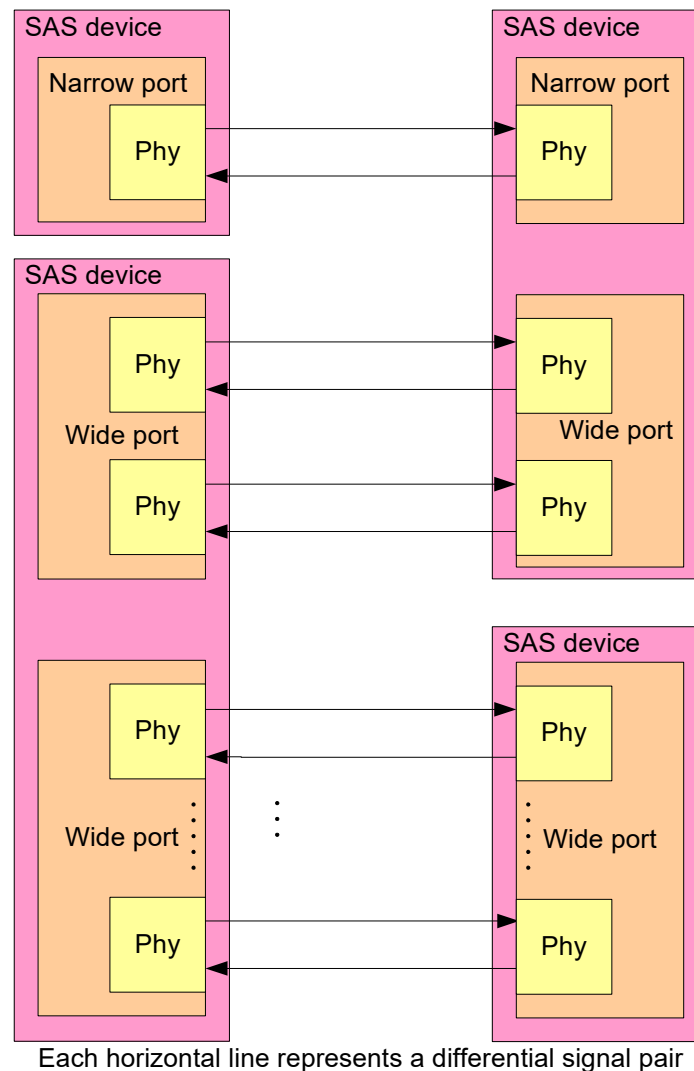 SAS device
SAS device
Narrow port
Narrow port
Phy
Phy
SAS device
Phy
Phy
Wide port
Wide port
Phy
Phy
SAS device
Phy
Phy
Wide port
Wide port
Phy
Phy
Each horizontal line represents a differential signal pair